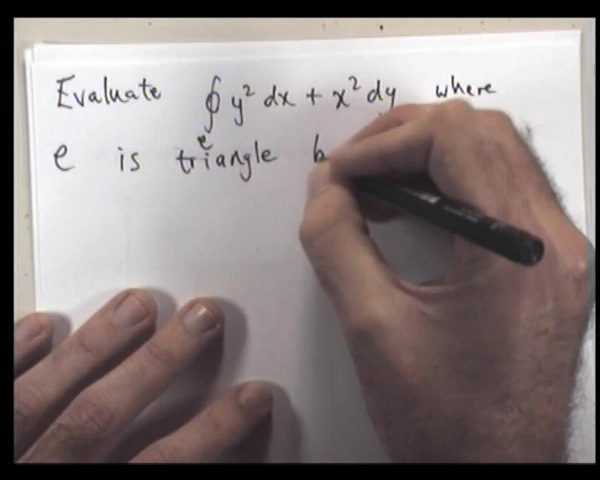 Evaluate ∮_C y² dx + x² dy where
C is triangle b